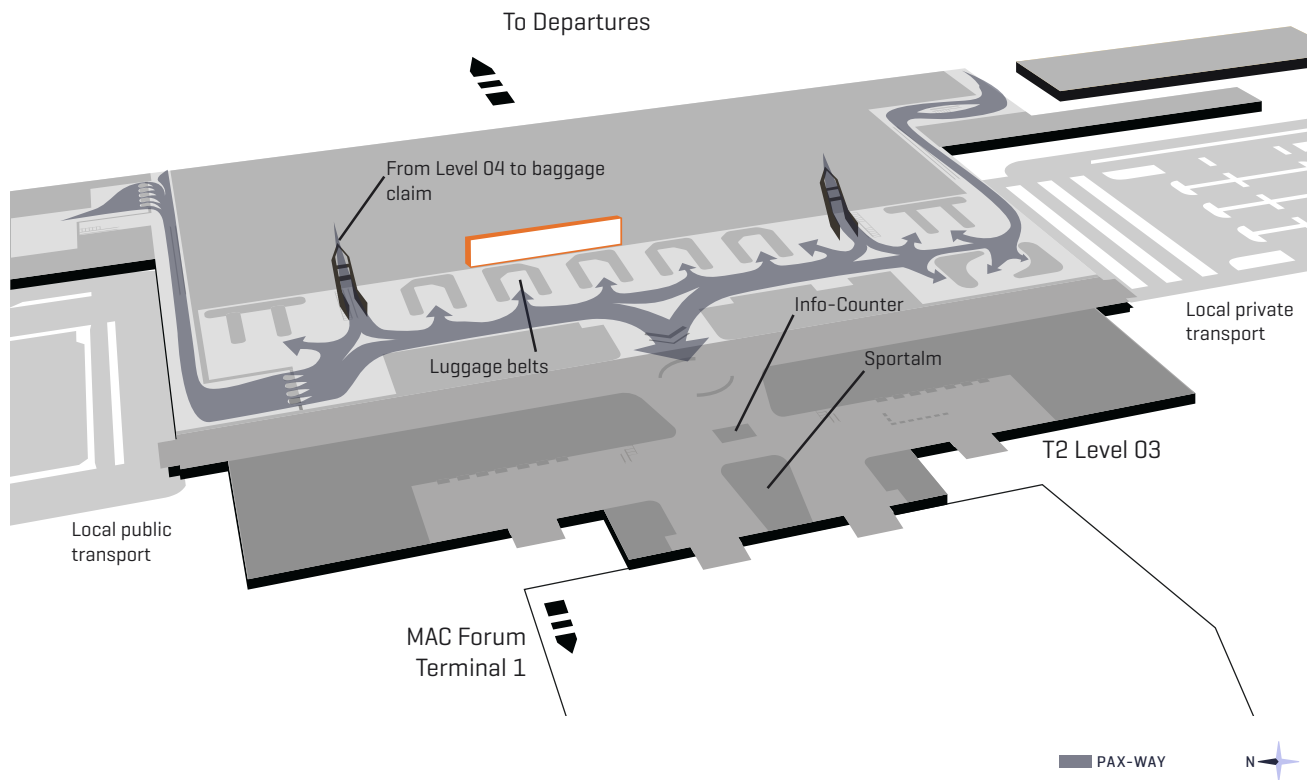 To Departures
From Level 04 to baggage
claim
Info-Counter
Local private
transport
Luggage belts
Sportalm
T2 Level 03
Local public
transport
MAC Forum
Terminal 1
PAX-WAY
N